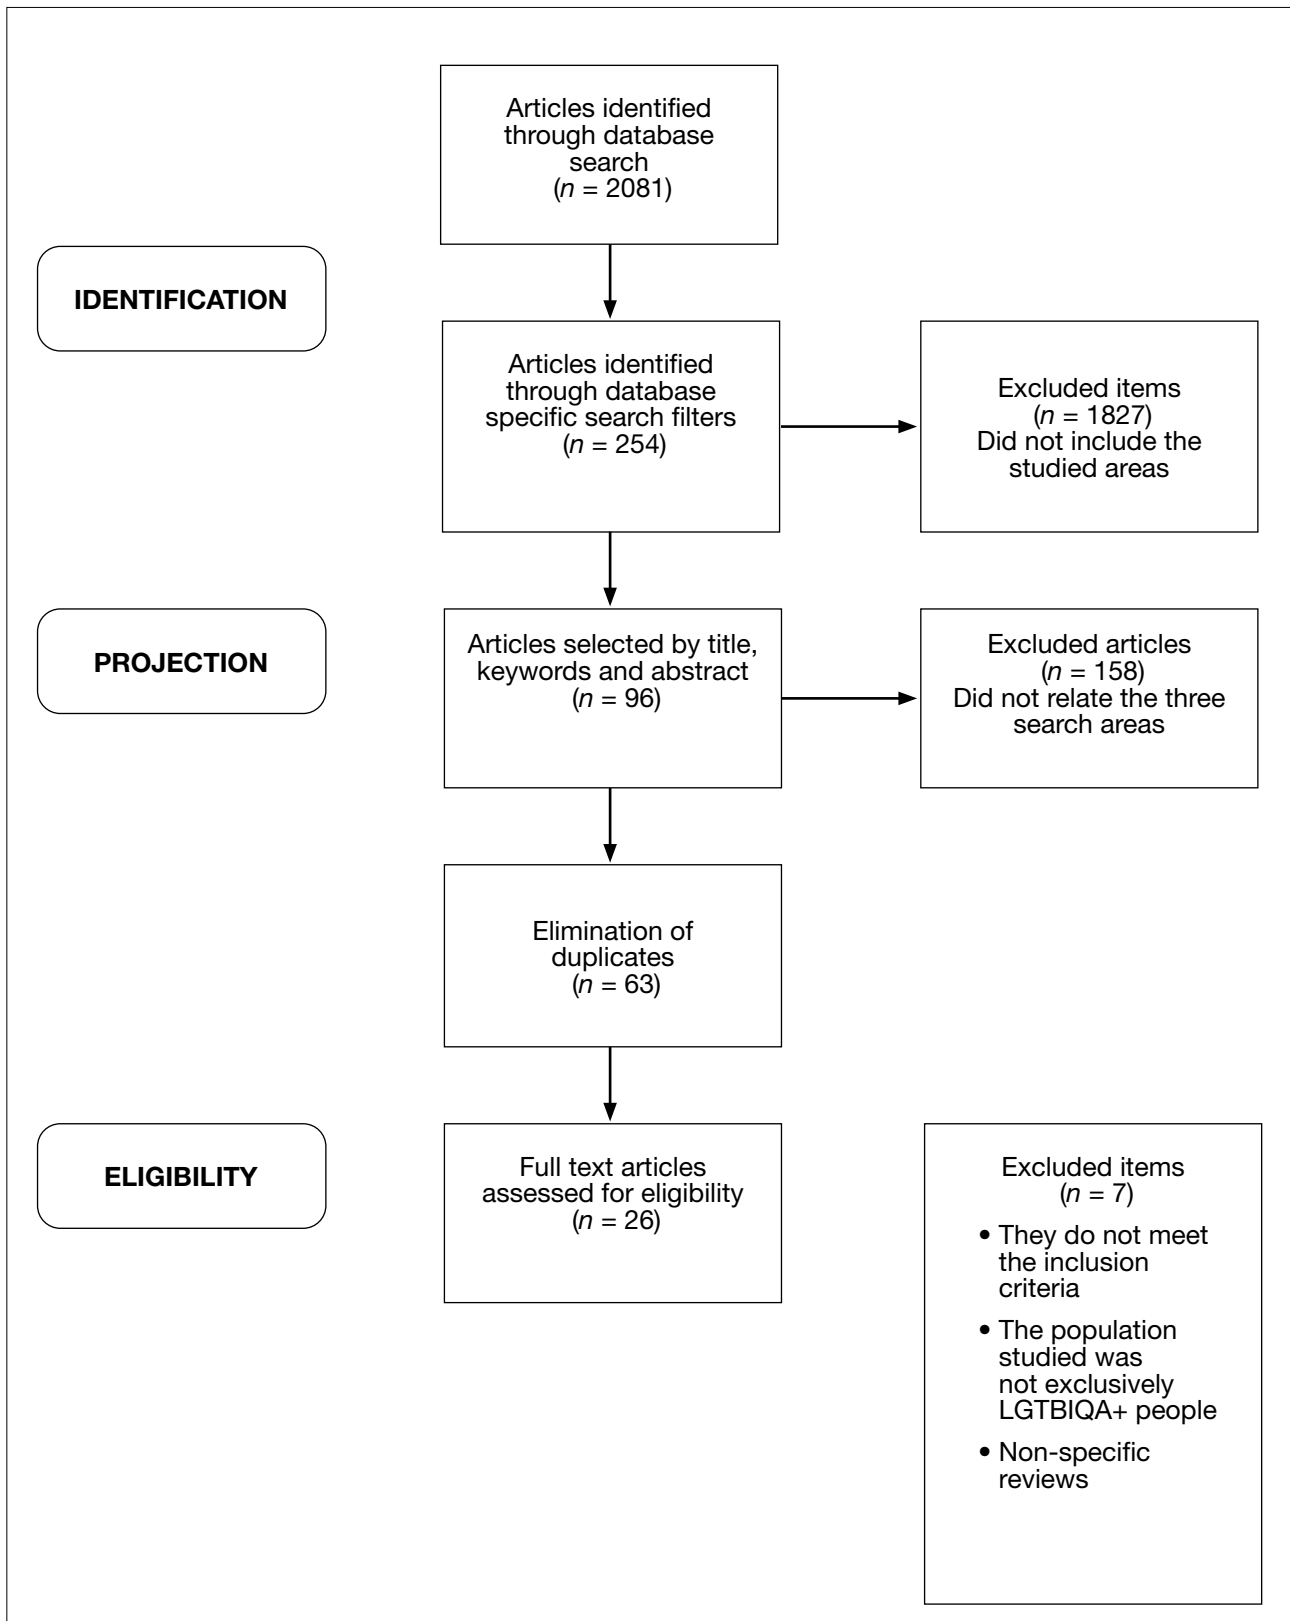 Articles identified
through database
search
(n = 2081)
IDENTIFICATION
Articles identified
through database
specific search filters
(n = 254)
Excluded items
(n = 1827)
Did not include the
studied areas
PROJECTION
Articles selected by title,
keywords and abstract
(n = 96)
Excluded articles
(n = 158)
Did not relate the three
search areas
Elimination of
duplicates
(n = 63)
ELIGIBILITY
Full text articles
assessed for eligibility
(n = 26)
Excluded items
(n = 7)
• They do not meet
the inclusion
criteria
• The population
studied was
not exclusively
LGTBIQA+ people
• Non-specific
reviews